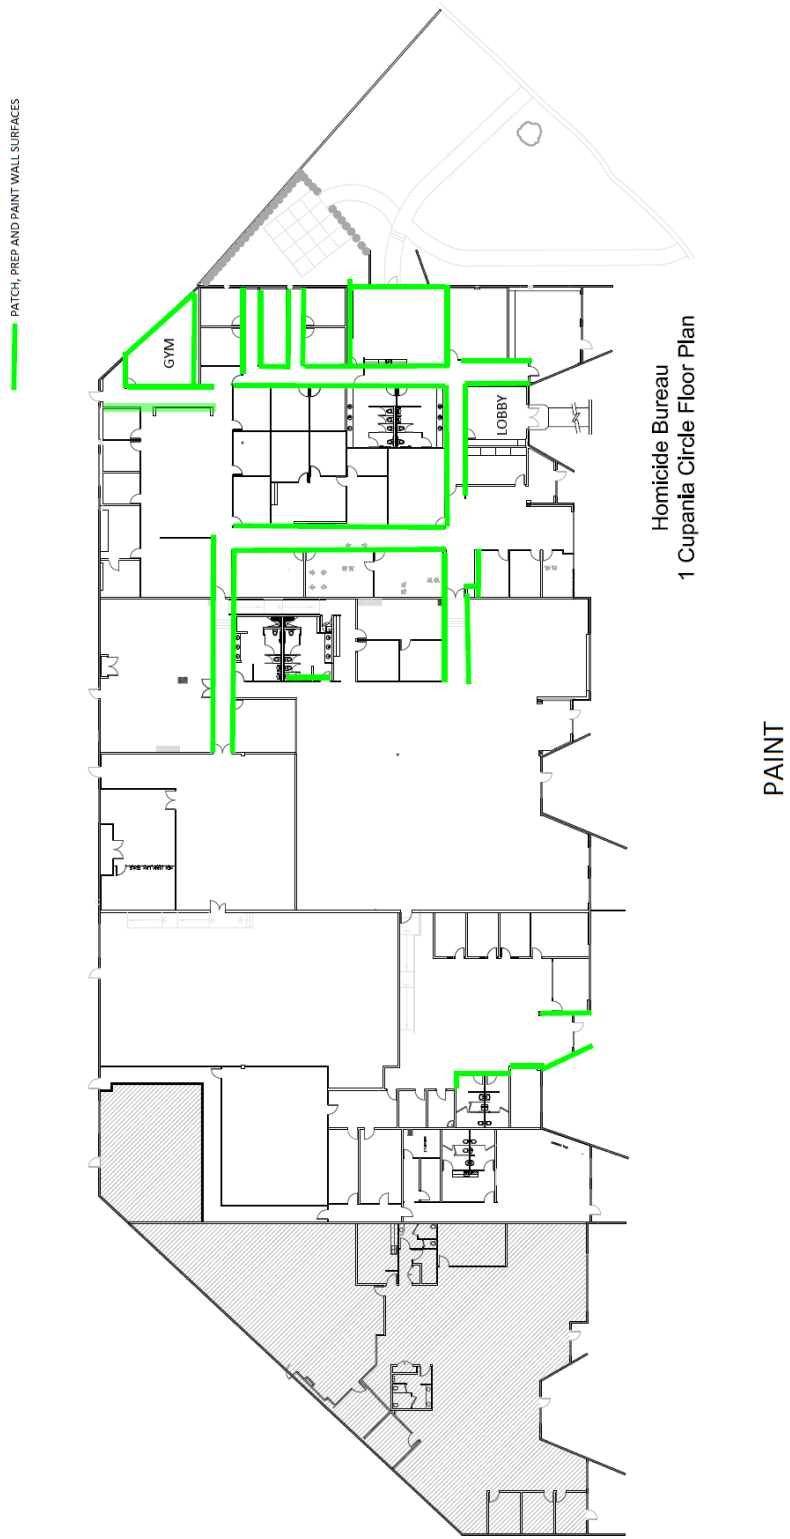 PATCH, PREP AND PAINT WALL SURFACES
GYM
LOBBY
Homicide Bureau
1 Cupania Circle Floor Plan
PAINT